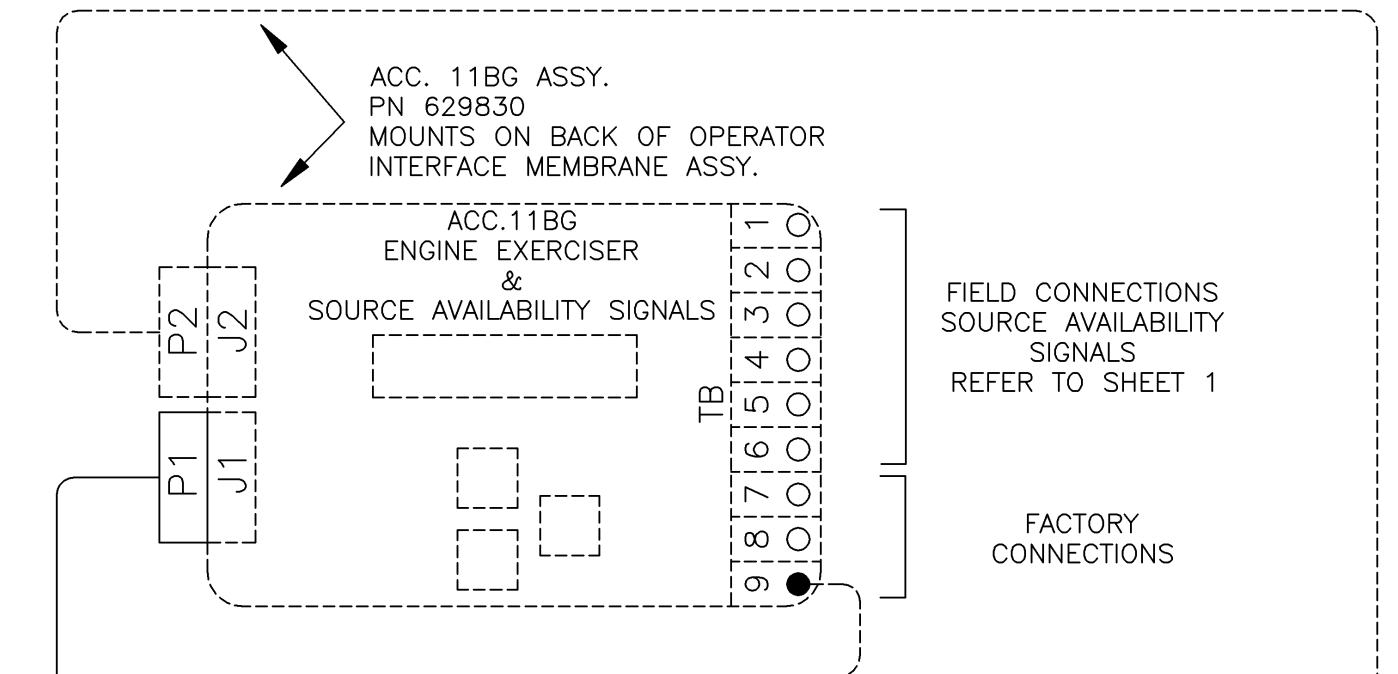 ACC. 11BG ASSY.
PN 629830
MOUNTS ON BACK OF OPERATOR
INTERFACE MEMBRANE ASSY.
ACC.11BG
ENGINE EXERCISER
&
SOURCE AVAILABILITY SIGNALS
P2
J2
P1
J1
TB
1
2
3
4
5
6
7
8
9
FIELD CONNECTIONS
SOURCE AVAILABILITY
SIGNALS
REFER TO SHEET 1
FACTORY
CONNECTIONS